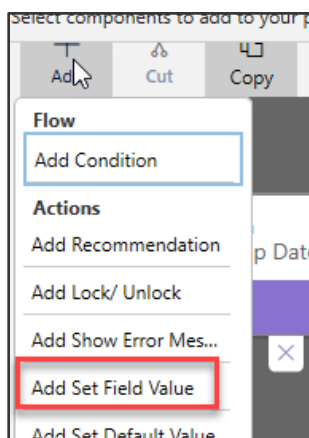 Select components to add to your p
Add
Cut
Copy
Flow
Add Condition
Actions
Add Recommendation
Add Lock/ Unlock
Add Show Error Mes...
Add Set Field Value
Add Set Default Value
p Dat